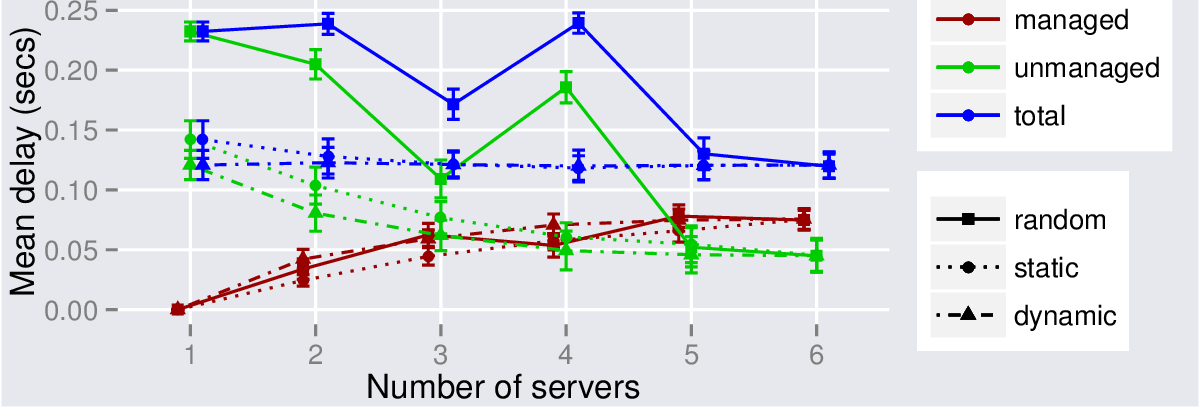 0.25
0.20
0.15
0.10
0.05
0.00
Mean delay (secs)
1 2 3 4 5 6
Number of servers
managed
unmanaged
total
random
static
dynamic